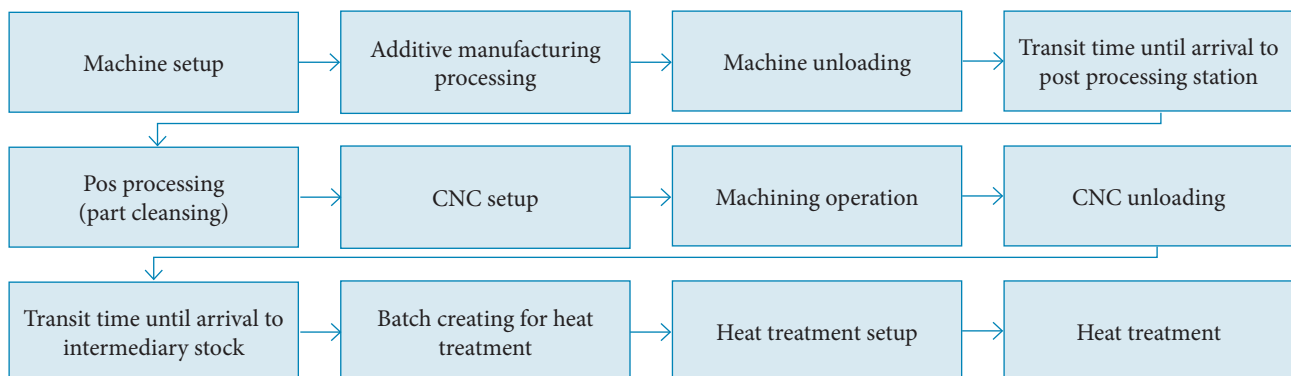 Machine setup
Additive manufacturing
processing
Machine unloading
Transit time until arrival to
post processing station
Pos processing
(part cleansing)
CNC setup
Machining operation
CNC unloading
Transit time until arrival to
intermediary stock
Batch creating for heat
treatment
Heat treatment setup
Heat treatment